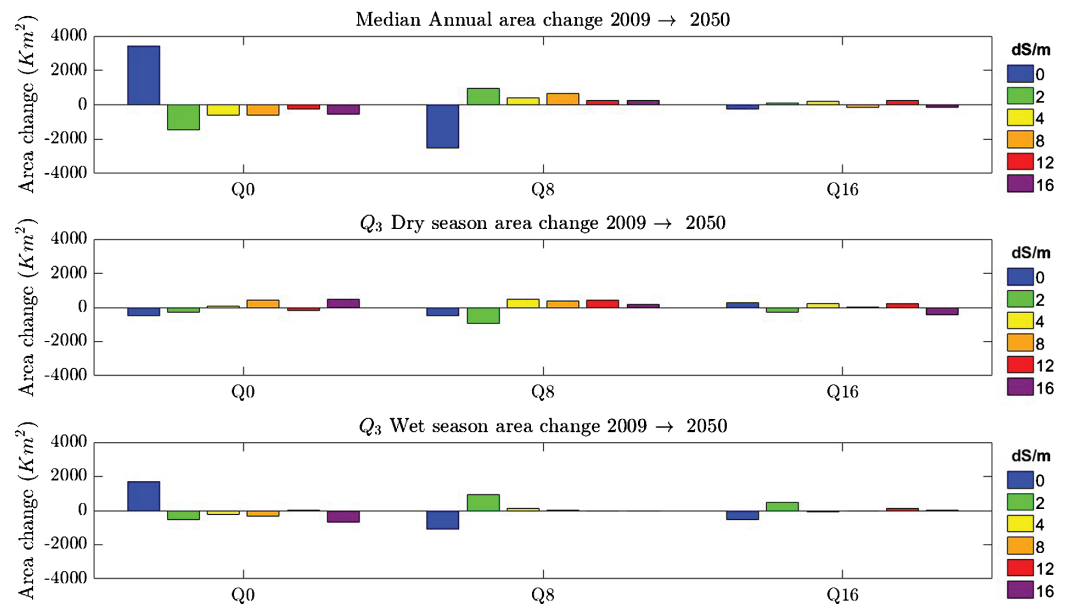 Median Annual area change 2009 → 2050
Area change (Km²)
4000
2000
0
-2000
-4000
Q0 Q8 Q16
dS/m
0
2
4
8
12
16
Q₃ Dry season area change 2009 → 2050
Area change (Km²)
4000
2000
0
-2000
-4000
Q0 Q8 Q16
dS/m
0
2
4
8
12
16
Q₃ Wet season area change 2009 → 2050
Area change (Km²)
4000
2000
0
-2000
-4000
Q0 Q8 Q16
dS/m
0
2
4
8
12
16